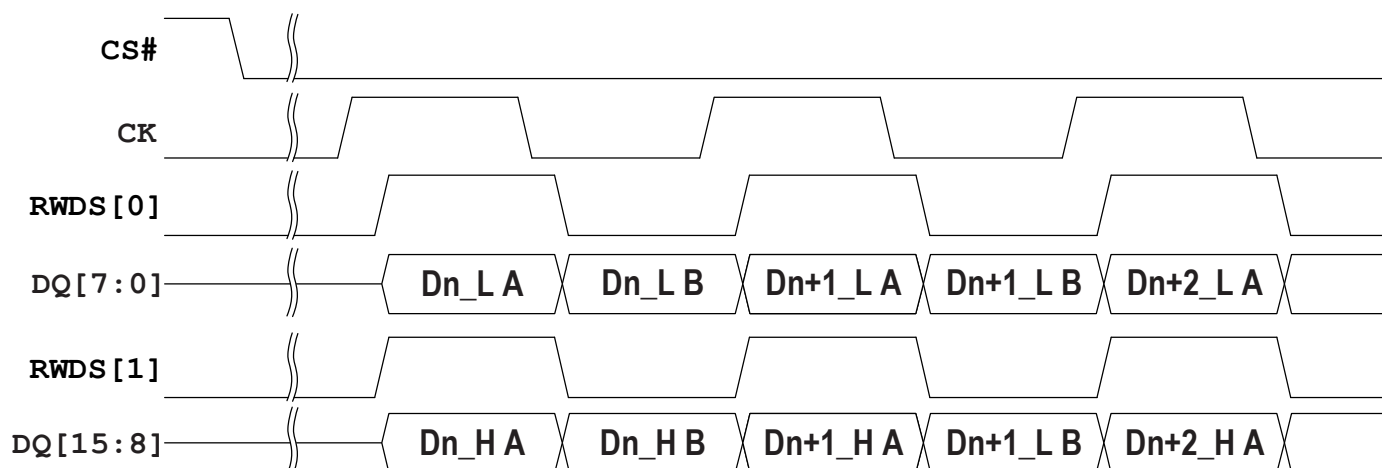 CS#
CK
RWDS[0]
DQ[7:0] Dn_L A Dn_L B Dn+1_L A Dn+1_L B Dn+2_L A
RWDS[1]
DQ[15:8] Dn_H A Dn_H B Dn+1_H A Dn+1_L B Dn+2_H A